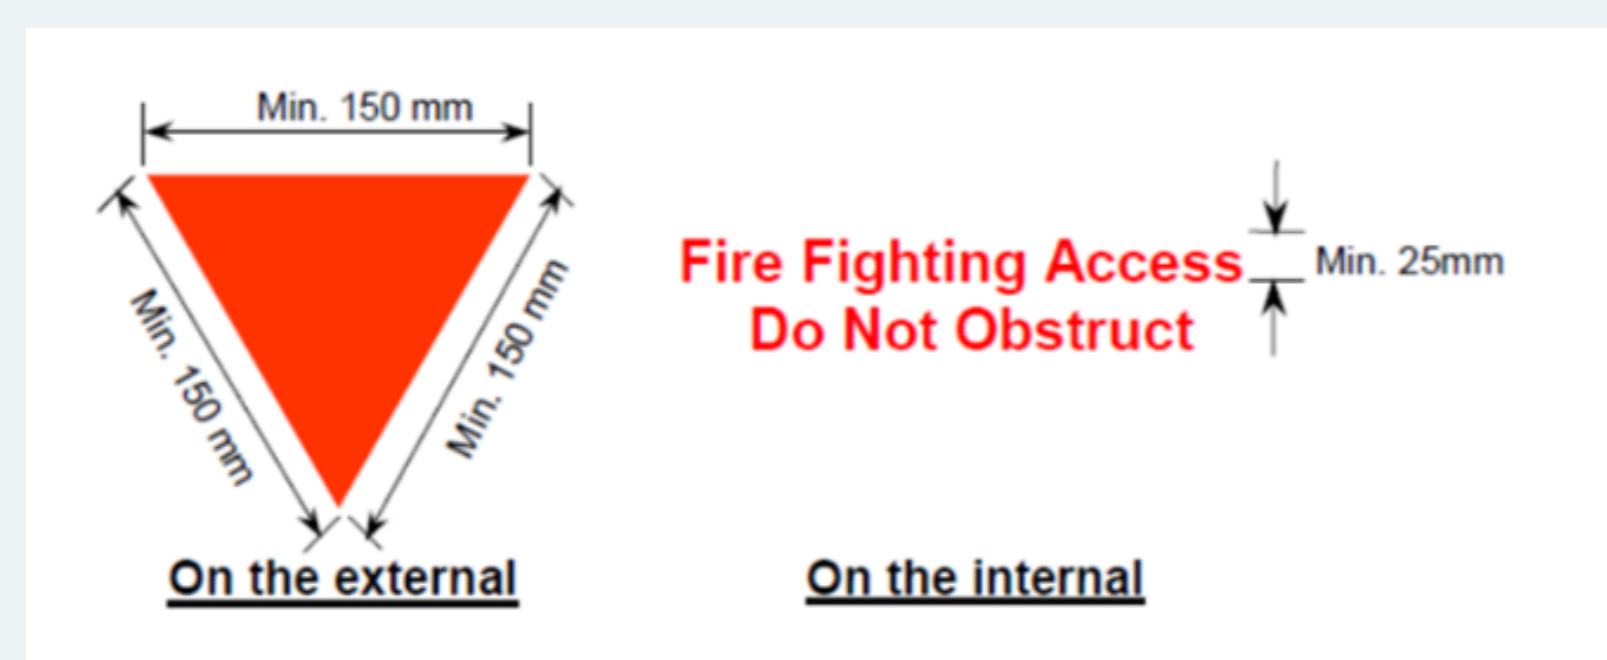 Min. 150 mm
Min. 150 mm
Min. 150 mm
Fire Fighting Access
Do Not Obstruct
Min. 25mm
On the external
On the internal